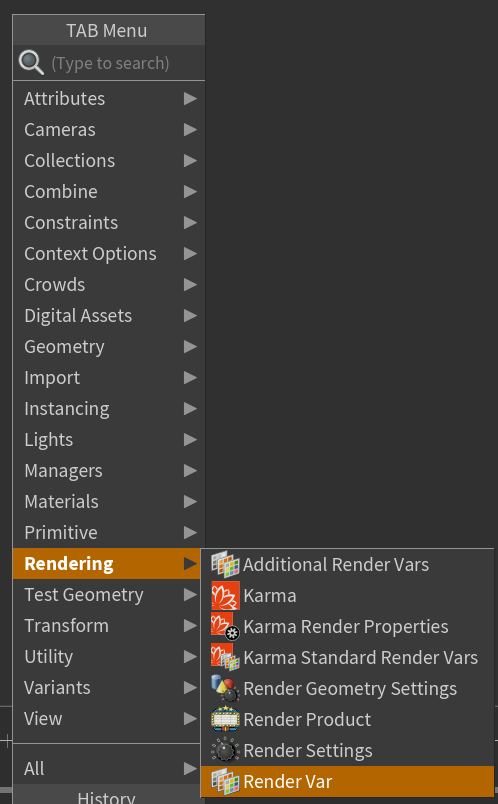 TAB Menu
(Type to search)
Attributes
Cameras
Collections
Combine
Constraints
Context Options
Crowds
Digital Assets
Geometry
Import
Instancing
Lights
Managers
Materials
Primitive
Rendering
Test Geometry
Transform
Utility
Variants
View
All
History
Additional Render Vars
Karma
Karma Render Properties
Karma Standard Render Vars
Render Geometry Settings
Render Product
Render Settings
Render Var